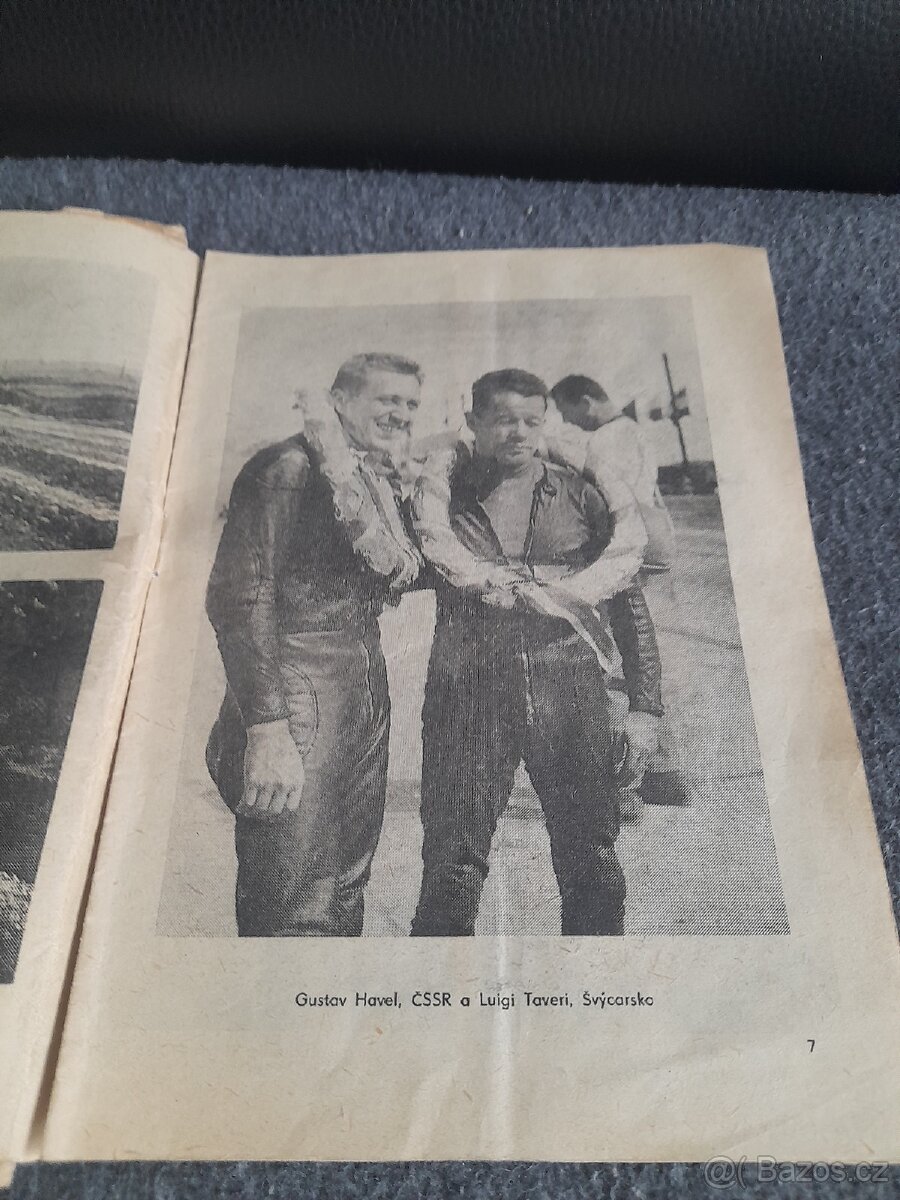 Gustav Havel, ČSSR a Luigi Taveri, Švýcarsko
7
@( Bazos.cz